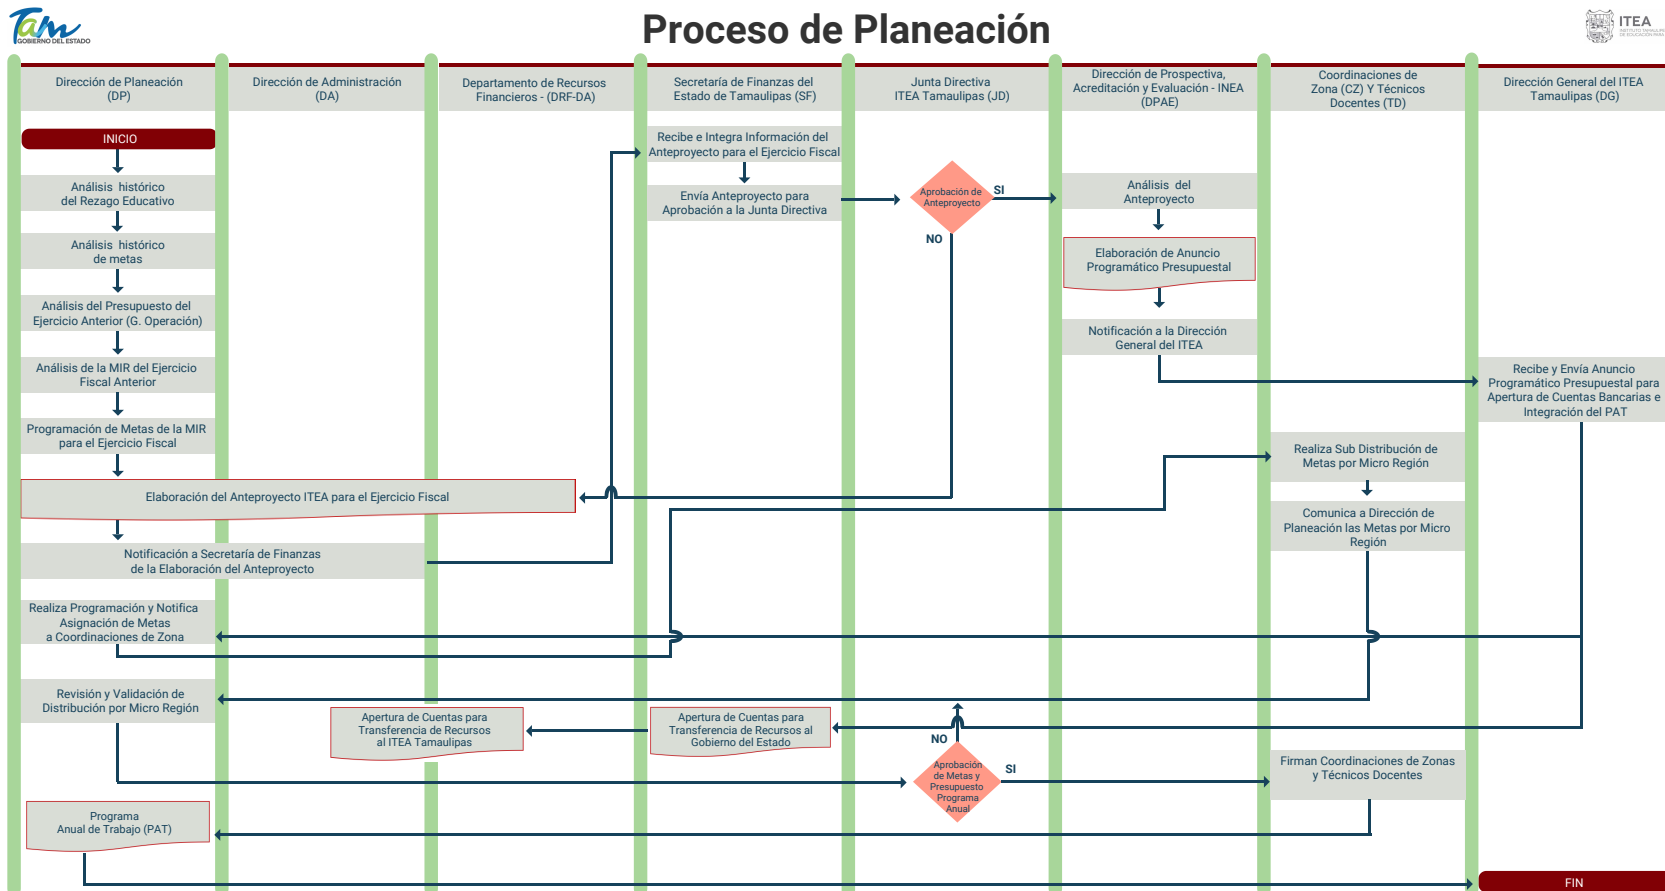 Tam
GOBIERNO DEL ESTADO
Proceso de Planeación
ITEA
Dirección de Planeación
(DP)
Dirección de Administración
(DA)
Departamento de Recursos
Financieros - (DRF-DA)
Secretaría de Finanzas del
Estado de Tamaulipas (SF)
Junta Directiva
ITEA Tamaulipas (JD)
Dirección de Prospectiva,
Acreditación y Evaluación - INEA
(DPAE)
Coordinaciones de
Zona (CZ) Y Técnicos
Docentes (TD)
Dirección General del ITEA
Tamaulipas (DG)
INICIO
Análisis histórico
del Rezago Educativo
Análisis histórico
de metas
Análisis del Presupuesto del
Ejercicio Anterior (G. Operación)
Análisis de la MIR del Ejercicio
Fiscal Anterior
Programación de Metas de la MIR
para el Ejercicio Fiscal
Elaboración del Anteproyecto ITEA para el Ejercicio Fiscal
Notificación a Secretaría de Finanzas
de la Elaboración del Anteproyecto
Recibe e Integra Información del
Anteproyecto para el Ejercicio Fiscal
Envía Anteproyecto para
Aprobación a la Junta Directiva
Aprobación de
Anteproyecto
SI
NO
Análisis del
Anteproyecto
Elaboración de Anuncio
Programático Presupuestal
Notificación a la Dirección
General del ITEA
Recibe y Envía Anuncio
Programático Presupuestal para
Apertura de Cuentas Bancarias e
Integración del PAT
Realiza Sub Distribución de
Metas por Micro Región
Comunica a Dirección de
Planeación las Metas por Micro
Región
Realiza Programación y Notifica
Asignación de Metas
a Coordinaciones de Zona
Revisión y Validación de
Distribución por Micro Región
Apertura de Cuentas para
Transferencia de Recursos
al ITEA Tamaulipas
Apertura de Cuentas para
Transferencia de Recursos al
Gobierno del Estado
NO
Aprobación
de Metas y
Presupuesto
Programa
Anual
SI
Firman Coordinaciones de Zonas
y Técnicos Docentes
Programa
Anual de Trabajo (PAT)
FIN